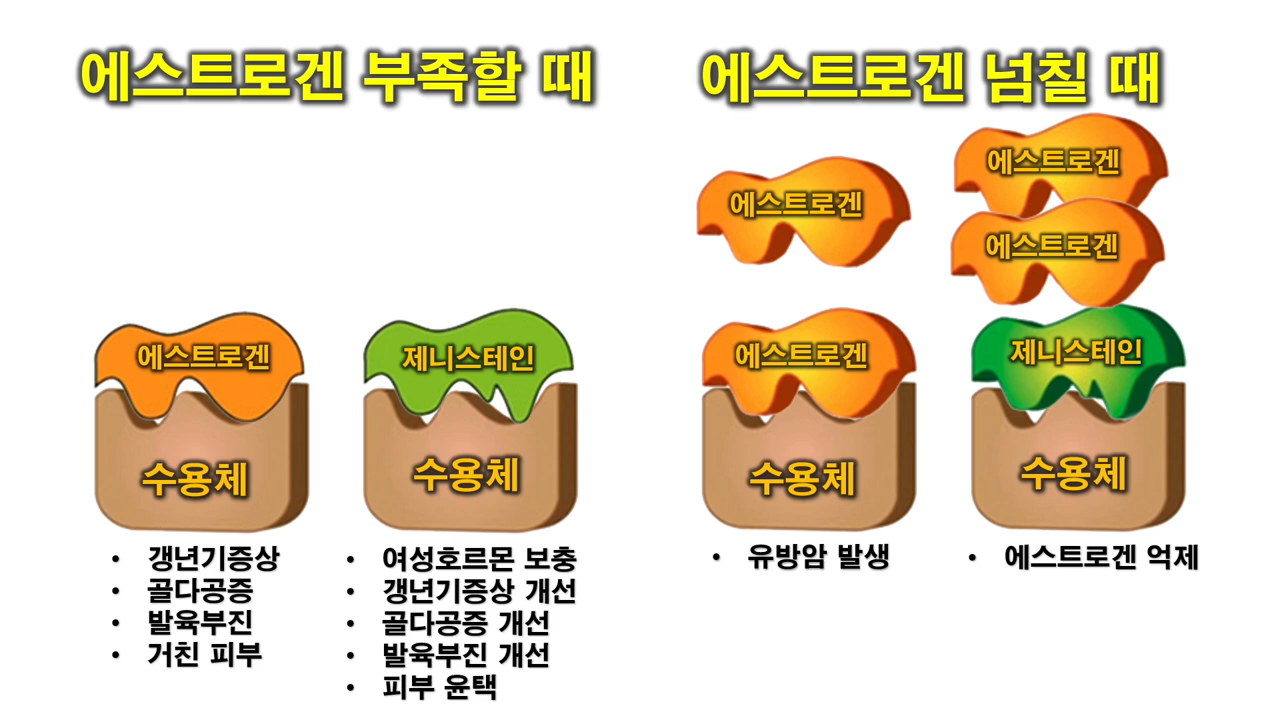 에스트로겐 부족할 때
에스트로겐
수용체
• 갱년기증상
• 골다공증
• 발육부진
• 거친 피부
제니스테인
수용체
• 여성호르몬 보충
• 갱년기증상 개선
• 골다공증 개선
• 발육부진 개선
• 피부 윤택
에스트로겐 넘칠 때
에스트로겐
에스트로겐
수용체
• 유방암 발생
에스트로겐
에스트로겐
제니스테인
수용체
• 에스트로겐 억제